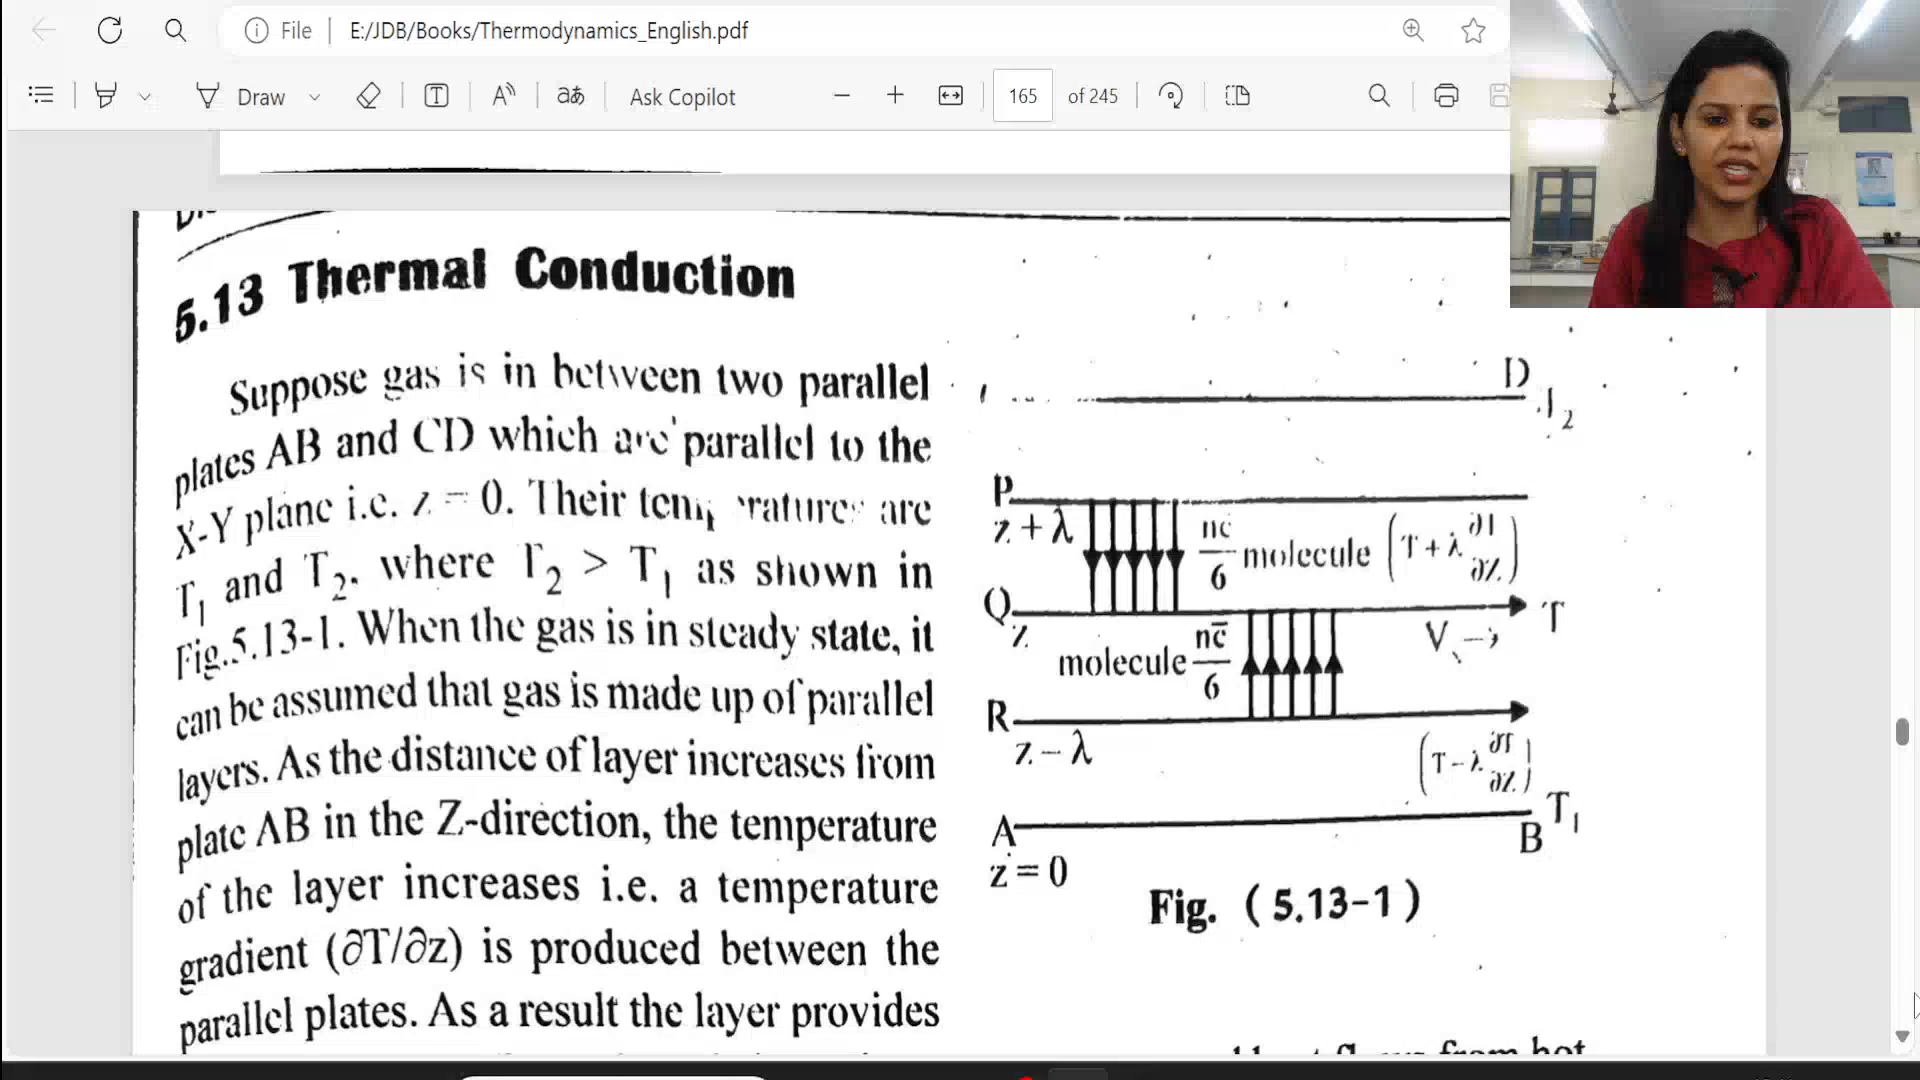 File E:/JDB/Books/Thermodynamics_English.pdf
Draw Ask Copilot 165 of 245
5.13 Thermal Conduction
Suppose gas is in between two parallel
plates AB and CD which are parallel to the
X-Y plane i.e. z = 0. Their are
T₁ and T₂, where T₂ > T₁ as shown in
Fig.5.13-1. When the gas is in steady state, it
can be assumed that gas is made up of parallel
layers. As the distance of layer increases from
plate AB in the Z-direction, the temperature
of the layer increases i.e. a temperature
gradient (∂T/∂z) is produced between the
parallel plates. As a result the layer provides
D
P
z + λ nc/6 molecule (T + λ ∂T/∂z)
Q T
z V
molecule nc̄/6
R
z − λ
(T − λ ∂T/∂z)
A B T₁
z = 0
Fig. ( 5.13-1 )
from hot